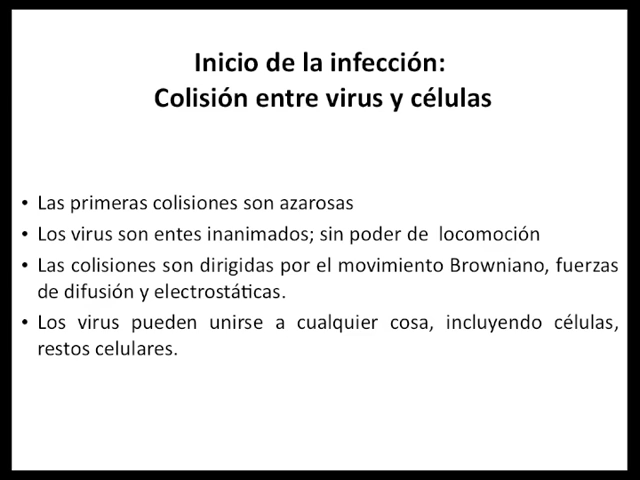 Inicio de la infección:
Colisión entre virus y células
• Las primeras colisiones son azarosas
• Los virus son entes inanimados; sin poder de locomoción
• Las colisiones son dirigidas por el movimiento Browniano, fuerzas
de difusión y electrostáticas.
• Los virus pueden unirse a cualquier cosa, incluyendo células,
restos celulares.